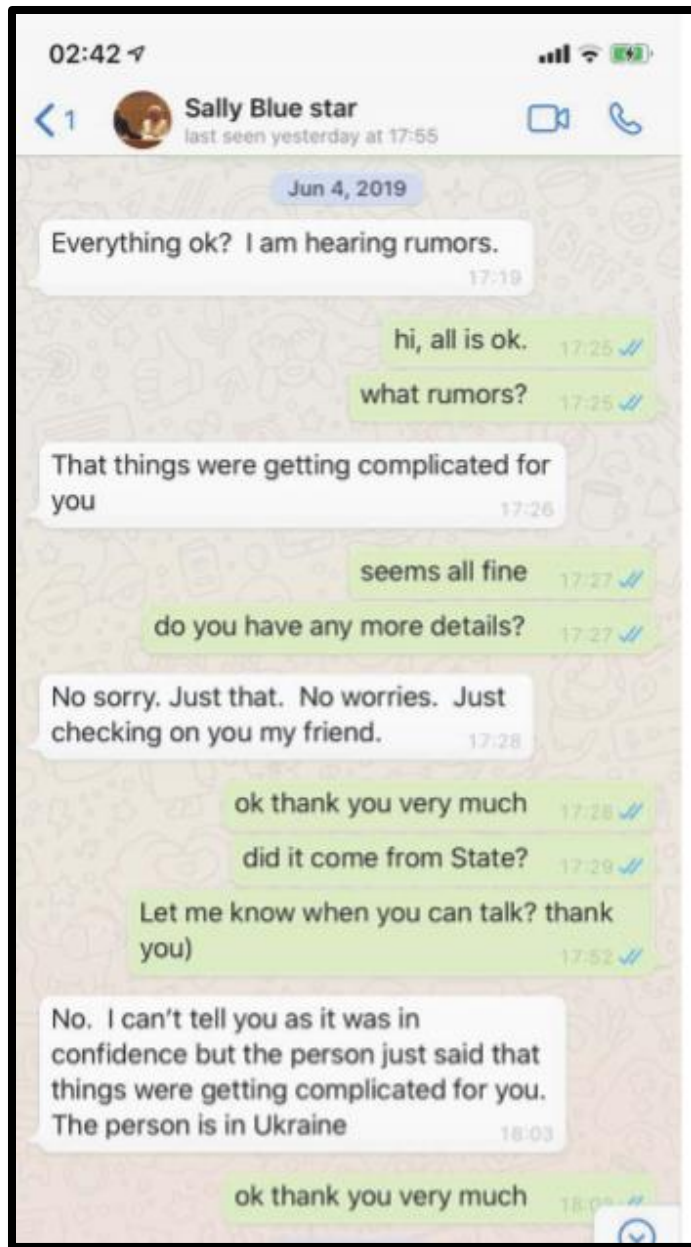 02:42
1
Sally Blue star
last seen yesterday at 17:55
Jun 4, 2019
Everything ok?  I am hearing rumors.
17:19
hi, all is ok. 17:25
what rumors? 17:25
That things were getting complicated for
you
17:26
seems all fine 17:27
do you have any more details? 17:27
No sorry. Just that.  No worries.  Just
checking on you my friend. 17:28
ok thank you very much 17:28
did it come from State? 17:29
Let me know when you can talk? thank
you)
17:52
No.  I can't tell you as it was in
confidence but the person just said that
things were getting complicated for you.
The person is in Ukraine 18:03
ok thank you very much